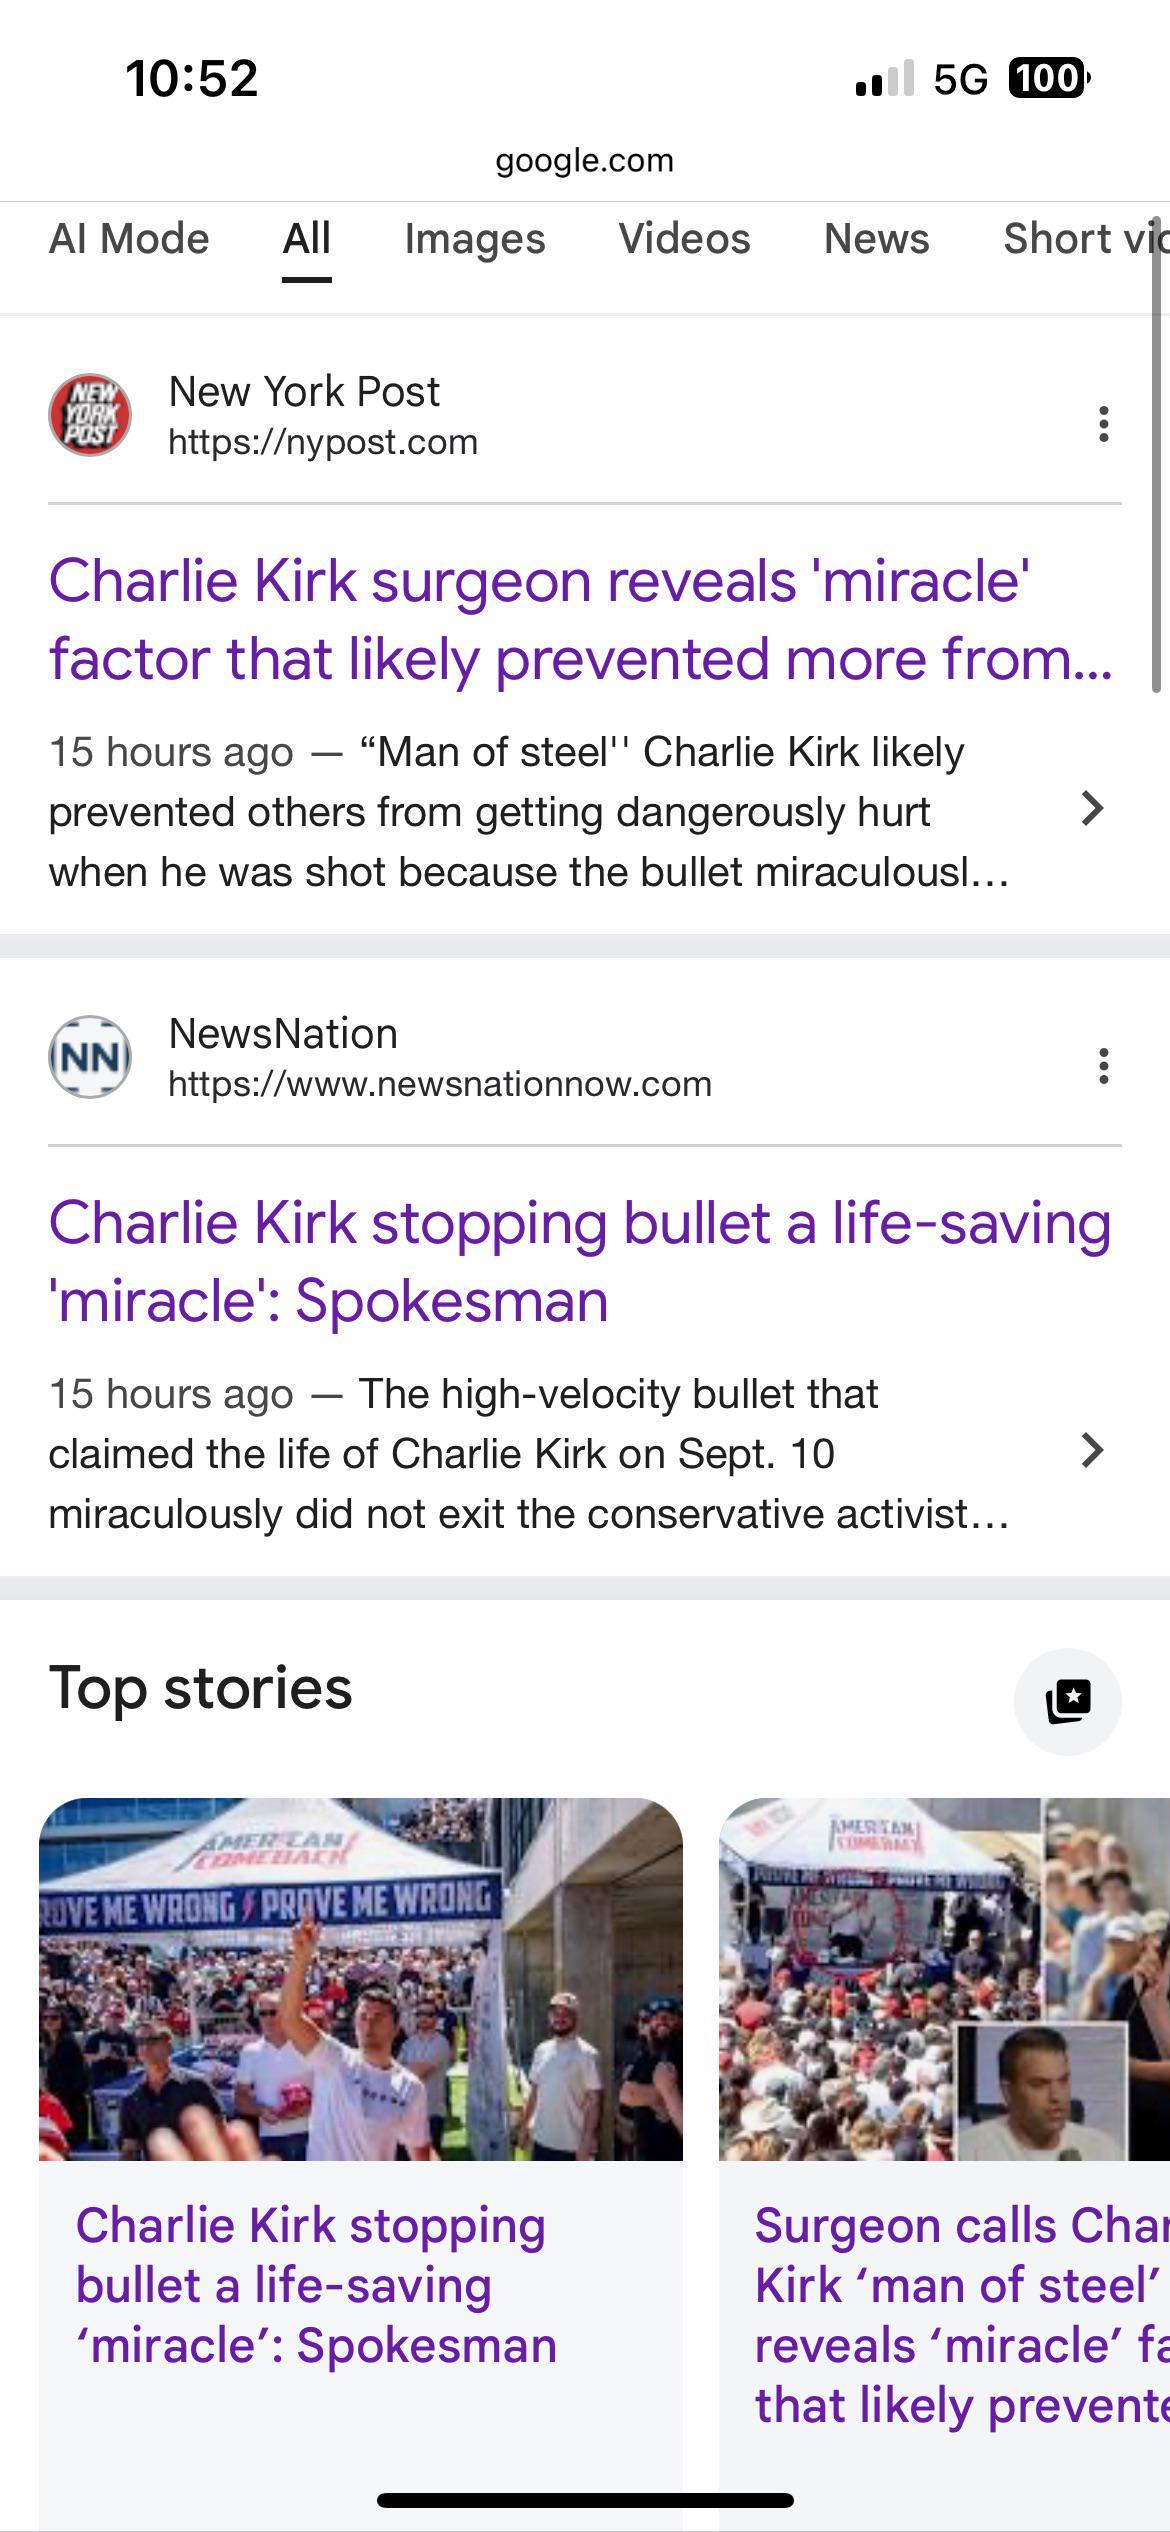 10:52
5G 100
google.com
AI Mode All Images Videos News Short vid
NEW
YORK
POST
New York Post
https://nypost.com
Charlie Kirk surgeon reveals 'miracle'
factor that likely prevented more from...
15 hours ago — “Man of steel'' Charlie Kirk likely
prevented others from getting dangerously hurt
when he was shot because the bullet miraculousl...
NN
NewsNation
https://www.newsnationnow.com
Charlie Kirk stopping bullet a life-saving
'miracle': Spokesman
15 hours ago — The high-velocity bullet that
claimed the life of Charlie Kirk on Sept. 10
miraculously did not exit the conservative activist...
Top stories
AMERICAN
COMEBACK
OVE ME WRONG PROVE ME WRONG
AMERICAN
COMEBACK
Charlie Kirk stopping
bullet a life-saving
‘miracle’: Spokesman
Surgeon calls Char
Kirk ‘man of steel’
reveals ‘miracle’ fa
that likely prevente